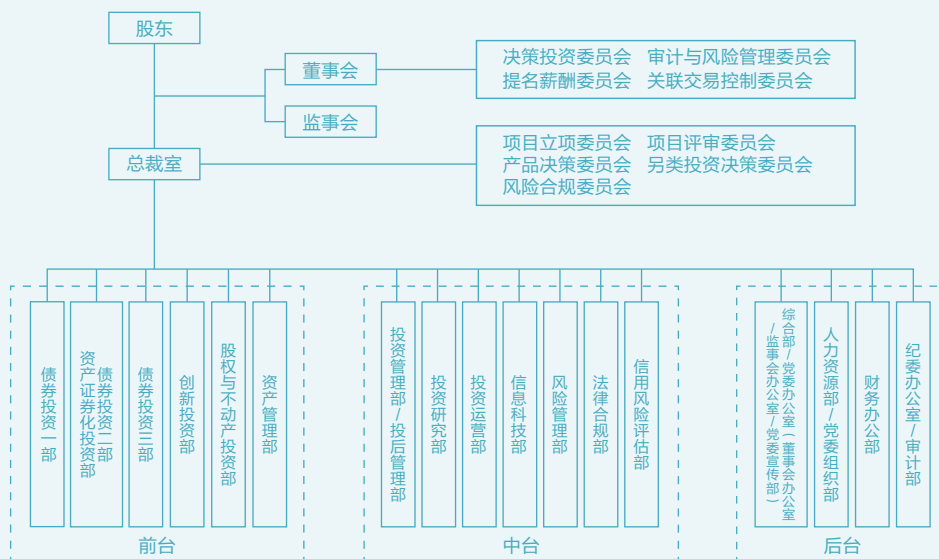 股东
董事会
监事会
决策投资委员会 审计与风险管理委员会
提名薪酬委员会 关联交易控制委员会
总裁室
项目立项委员会 项目评审委员会
产品决策委员会 另类投资决策委员会
风险合规委员会
债券投资一部
债券投资二部
资产证券化投资部
债券投资三部
创新投资部
股权与不动产投资部
资产管理部
投资管理部/投后管理部
投资研究部
投资运营部
信息科技部
风险管理部
法律合规部
信用风险评估部
综合部/党委办公室(董事会办公室
/监事会办公室/党委宣传部)
人力资源部/党委组织部
财务办公部
纪委办公室/审计部
前台
中台
后台